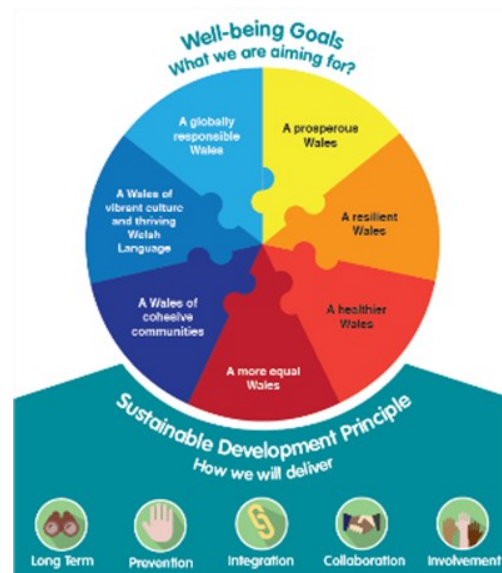 Well-being Goals
What we are aiming for?
A prosperous
Wales
A resilient
Wales
A healthier
Wales
A more equal
Wales
A Wales of
cohesive
communities
A Wales of
vibrant culture
and thriving
Welsh
Language
A globally
responsible
Wales
Sustainable Development Principle
How we will deliver
Long Term
Prevention
Integration
Collaboration
Involvement